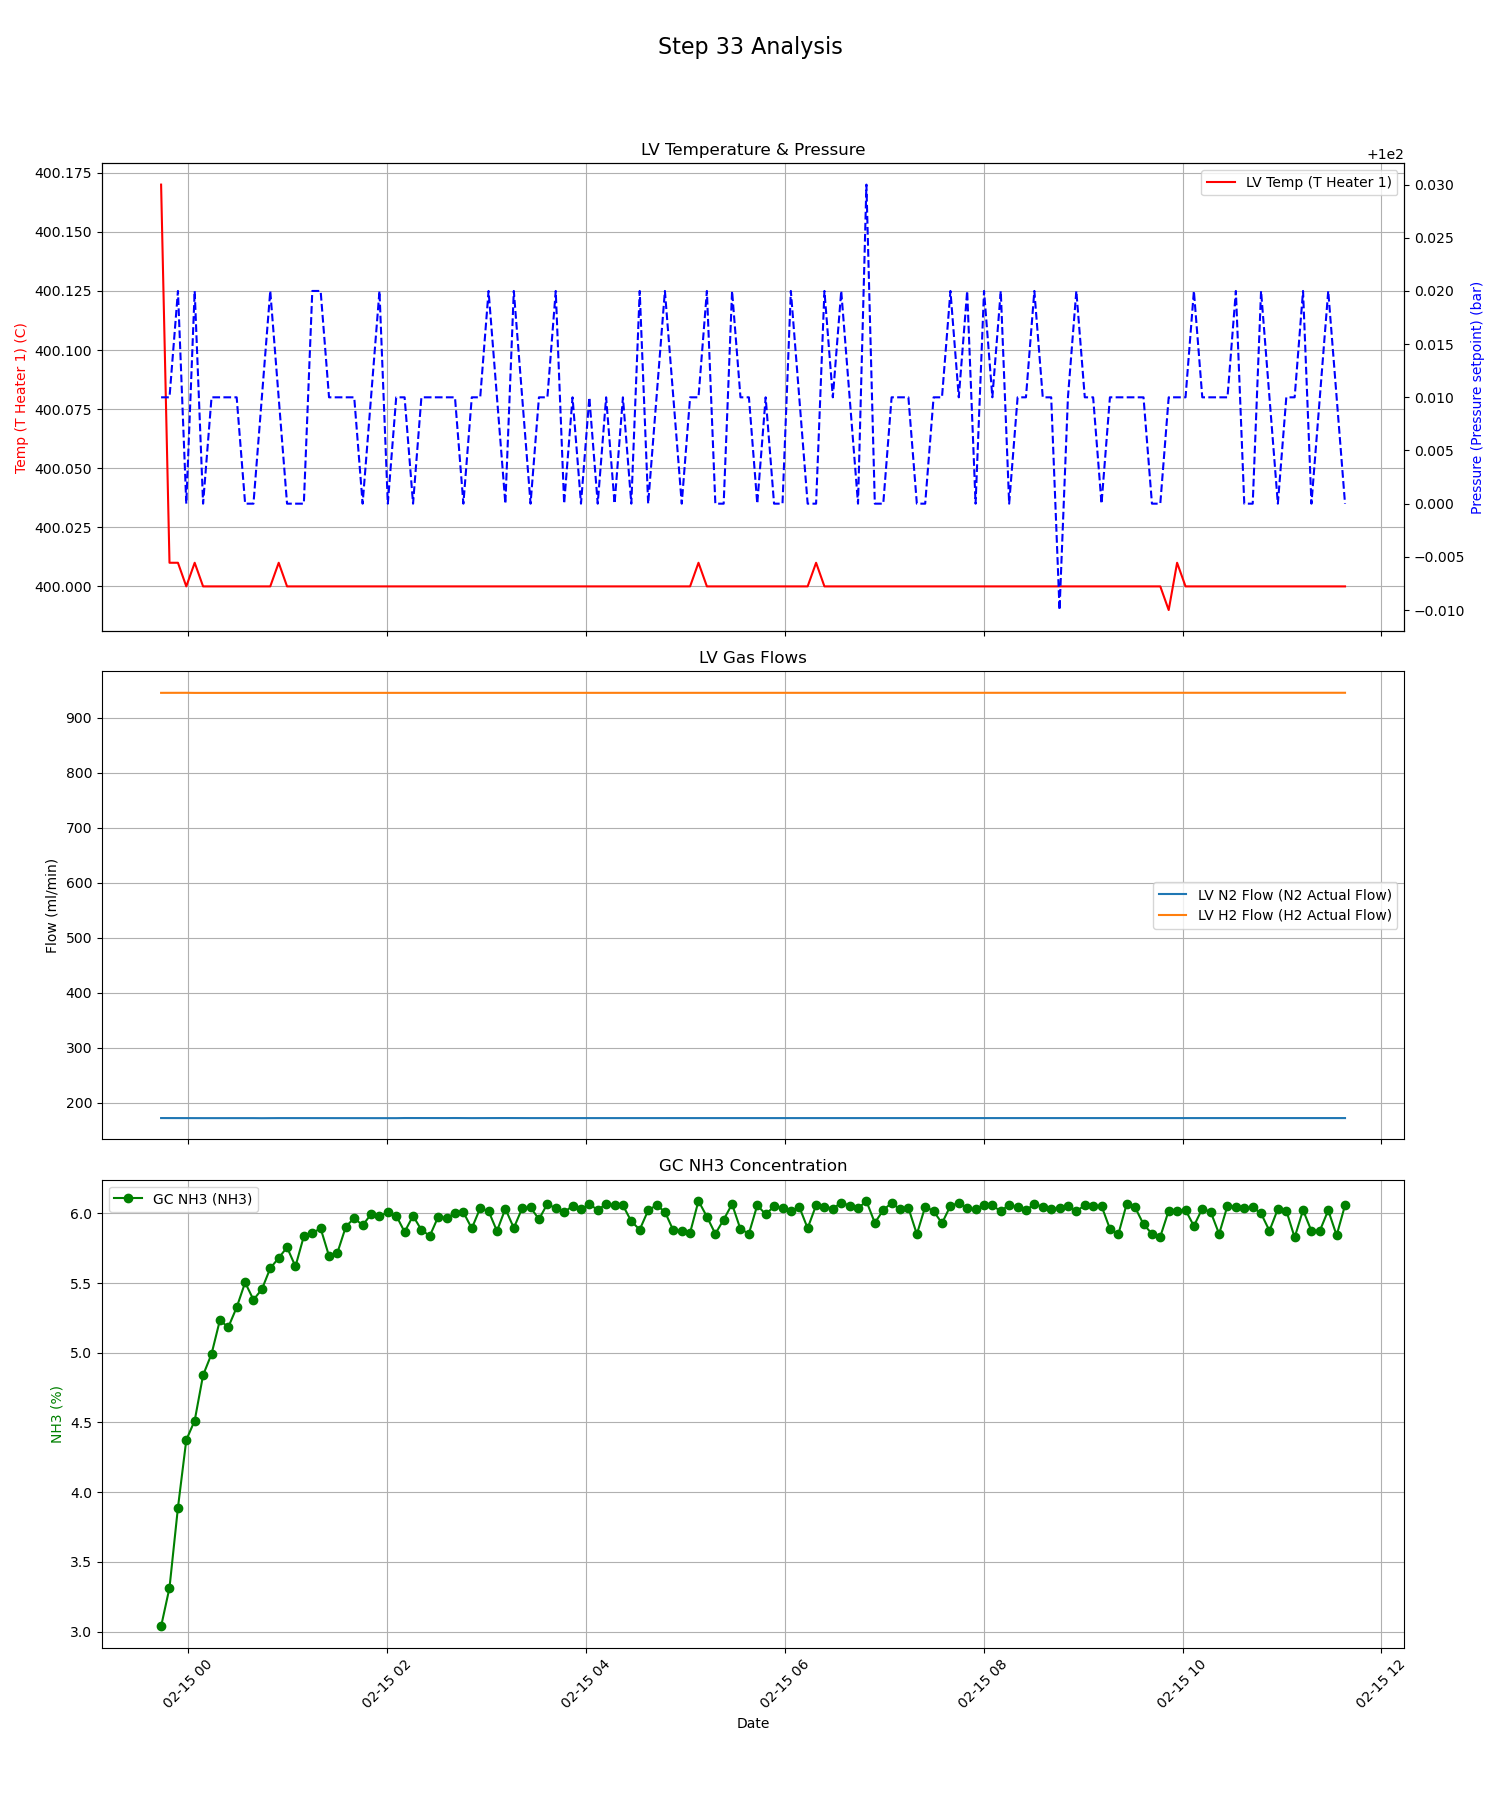 Step 33 Analysis
LV Temperature & Pressure
+1e2
400.175
400.150
400.125
400.100
400.075
400.050
400.025
400.000
Temp (T Heater 1) (C)
LV Temp (T Heater 1)
0.030
0.025
0.020
0.015
0.010
0.005
0.000
−0.005
−0.010
Pressure (Pressure setpoint) (bar)
LV Gas Flows
900
800
700
600
500
400
300
200
Flow (ml/min)
LV N2 Flow (N2 Actual Flow)
LV H2 Flow (H2 Actual Flow)
GC NH3 Concentration
GC NH3 (NH3)
6.0
5.5
5.0
4.5
4.0
3.5
3.0
NH3 (%)
02-15 00
02-15 02
02-15 04
02-15 06
02-15 08
02-15 10
02-15 12
Date